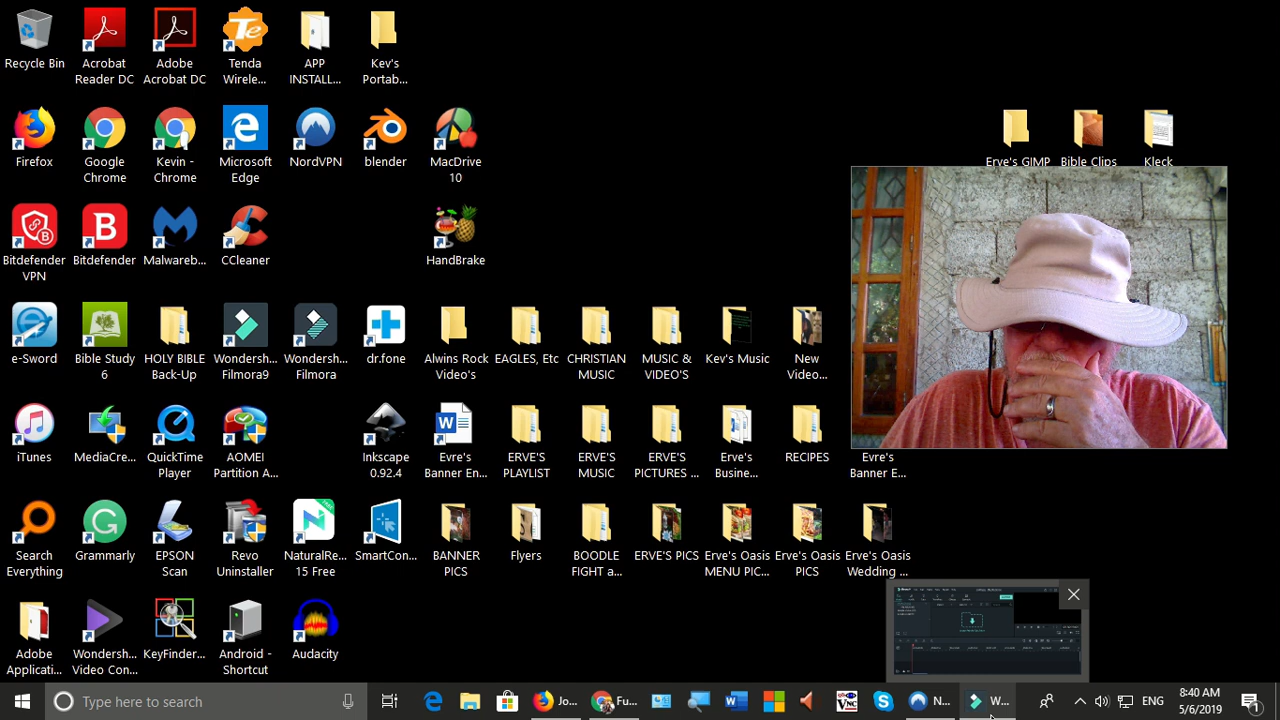 Recycle Bin
Acrobat
Reader DC
Adobe
Acrobat DC
Tenda
Wirele...
APP
INSTALL...
Kev's
Portab...
Firefox
Google
Chrome
Kevin -
Chrome
Microsoft
Edge
NordVPN
blender
MacDrive
10
Erve's GIMP
Bible Clips
Kleck
Bitdefender
VPN
Bitdefender
Malwareb...
CCleaner
HandBrake
e-Sword
Bible Study
6
HOLY BIBLE
Back-Up
Wondersh...
Filmora9
Wondersh...
Filmora
dr.fone
Alwins Rock
Video's
EAGLES, Etc
CHRISTIAN
MUSIC
MUSIC &
VIDEO'S
Kev's Music
New
Video...
iTunes
MediaCre...
QuickTime
Player
AOMEI
Partition A...
Inkscape
0.92.4
Evre's
Banner En...
ERVE'S
PLAYLIST
ERVE'S
MUSIC
ERVE'S
PICTURES ...
Erve's
Busine...
RECIPES
Evre's
Banner E...
Search
Everything
Grammarly
EPSON
Scan
Revo
Uninstaller
NaturalRe...
15 Free
SmartCon...
BANNER
PICS
Flyers
BOODLE
FIGHT a...
ERVE'S PICS
Erve's Oasis
MENU PIC...
Erve's Oasis
PICS
Erve's Oasis
Wedding ...
Adobe
Applicati...
Wondersh...
Video Con...
KeyFinder...
Android -
Shortcut
Audacity
Type here to search
Jo...
Fu...
N...
W...
ENG
8:40 AM
5/6/2019
1